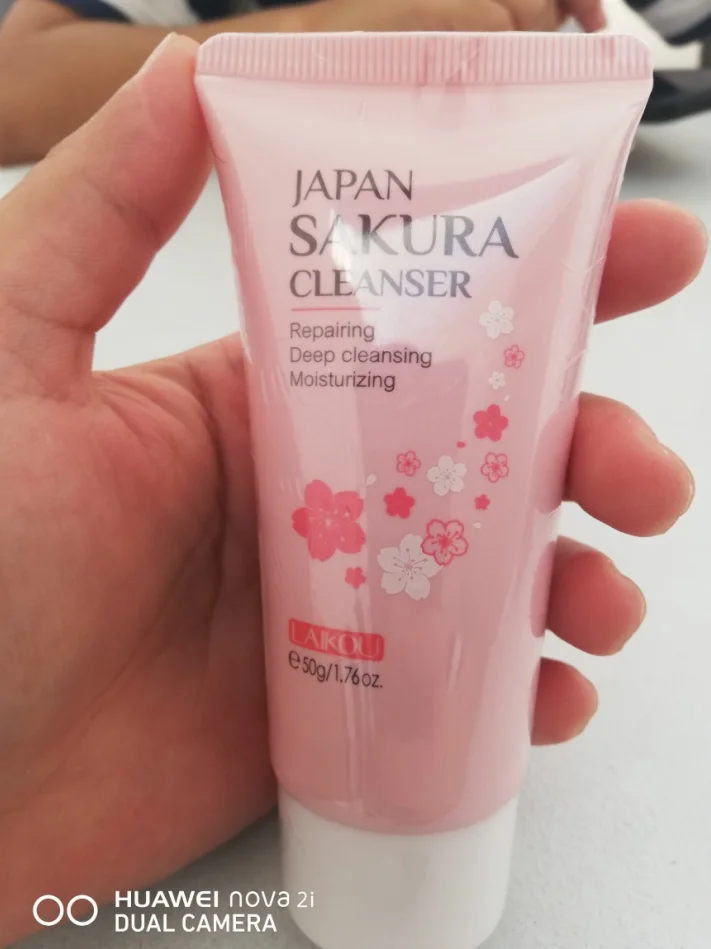 JAPAN
SAKURA
CLEANSER
Repairing
Deep cleansing
Moisturizing
LAIKOU
℮50g/1.76oz.
HUAWEI nova 2i
DUAL CAMERA